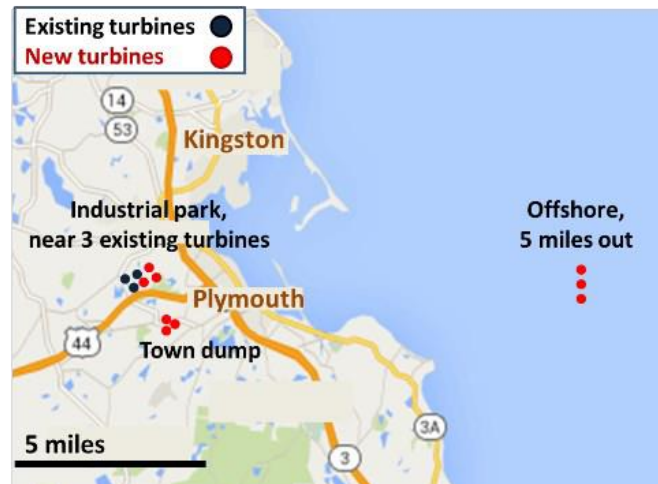 Existing turbines
New turbines
14
53
Kingston
Industrial park,
near 3 existing turbines
Offshore,
5 miles out
Plymouth
44
Town dump
3A
5 miles
3